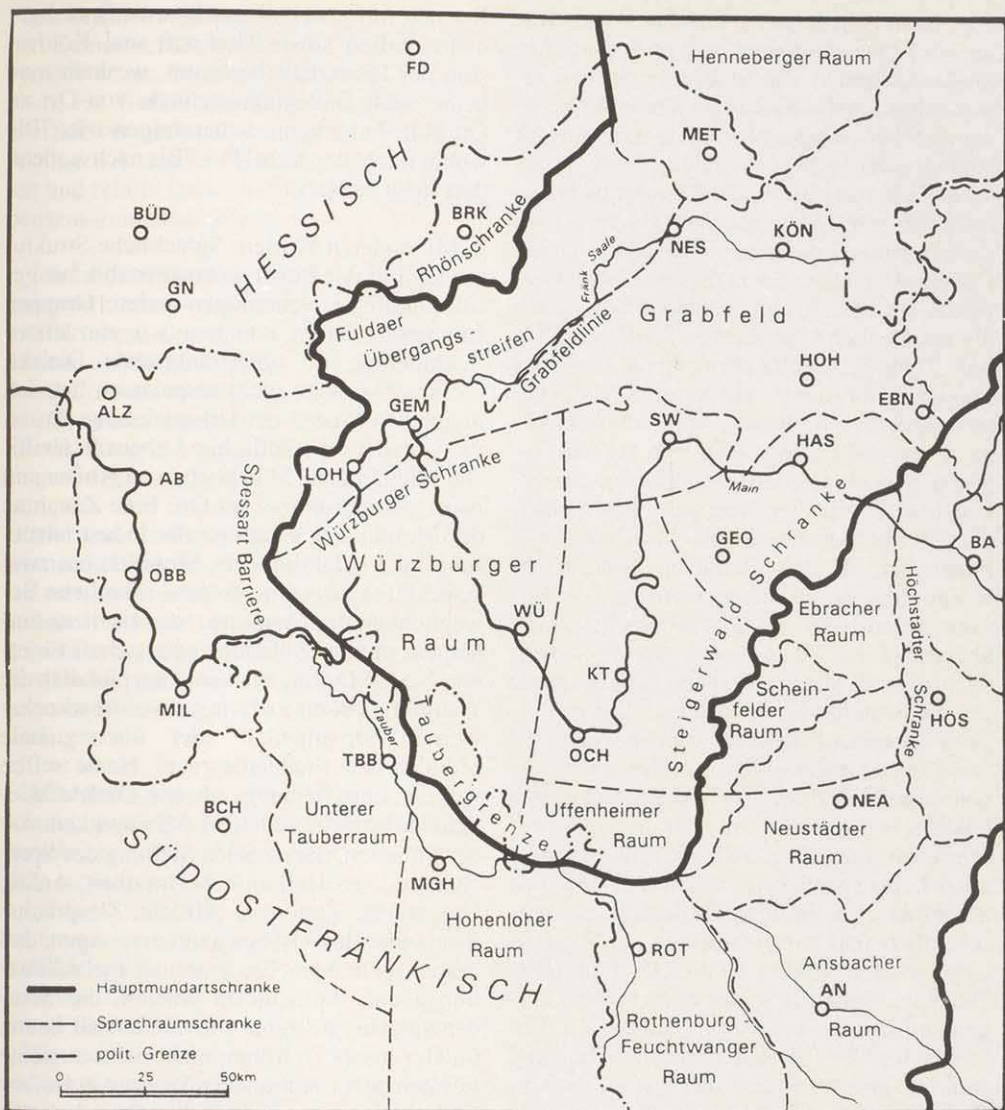 FD
Henneberger Raum
MET
HESSISCH
BÜD
BRK
Rhönschranke
NES
KÖN
Fränk Saale
GN
Grabfeld
Fuldaer
Übergangs-
streifen
Grabfeldlinie
HOH
ALZ
GEM
EBN
SW
HAS
LOH
Würzburger Schranke
Main
AB
Spessart Barriere
GEO
BA
Steigerwald Schranke
OBB
Würzburger
Raum
WÜ
Ebracher
Raum
Höchstadter
Schranke
KT
MIL
Schein-
felder
Raum
HÖS
Tauber
Taubergrenze
OCH
TBB
NEA
BCH
Unterer
Tauberraum
Uffenheimer
Raum
Neustädter
Raum
MGH
SÜDOSTFRÄNKISCH
Hohenloher
Raum
ROT
Ansbacher
AN
Raum
Rothenburg -
Feuchtwanger
Raum
Hauptmundartschranke
Sprachraumschranke
polit. Grenze
0 25 50km